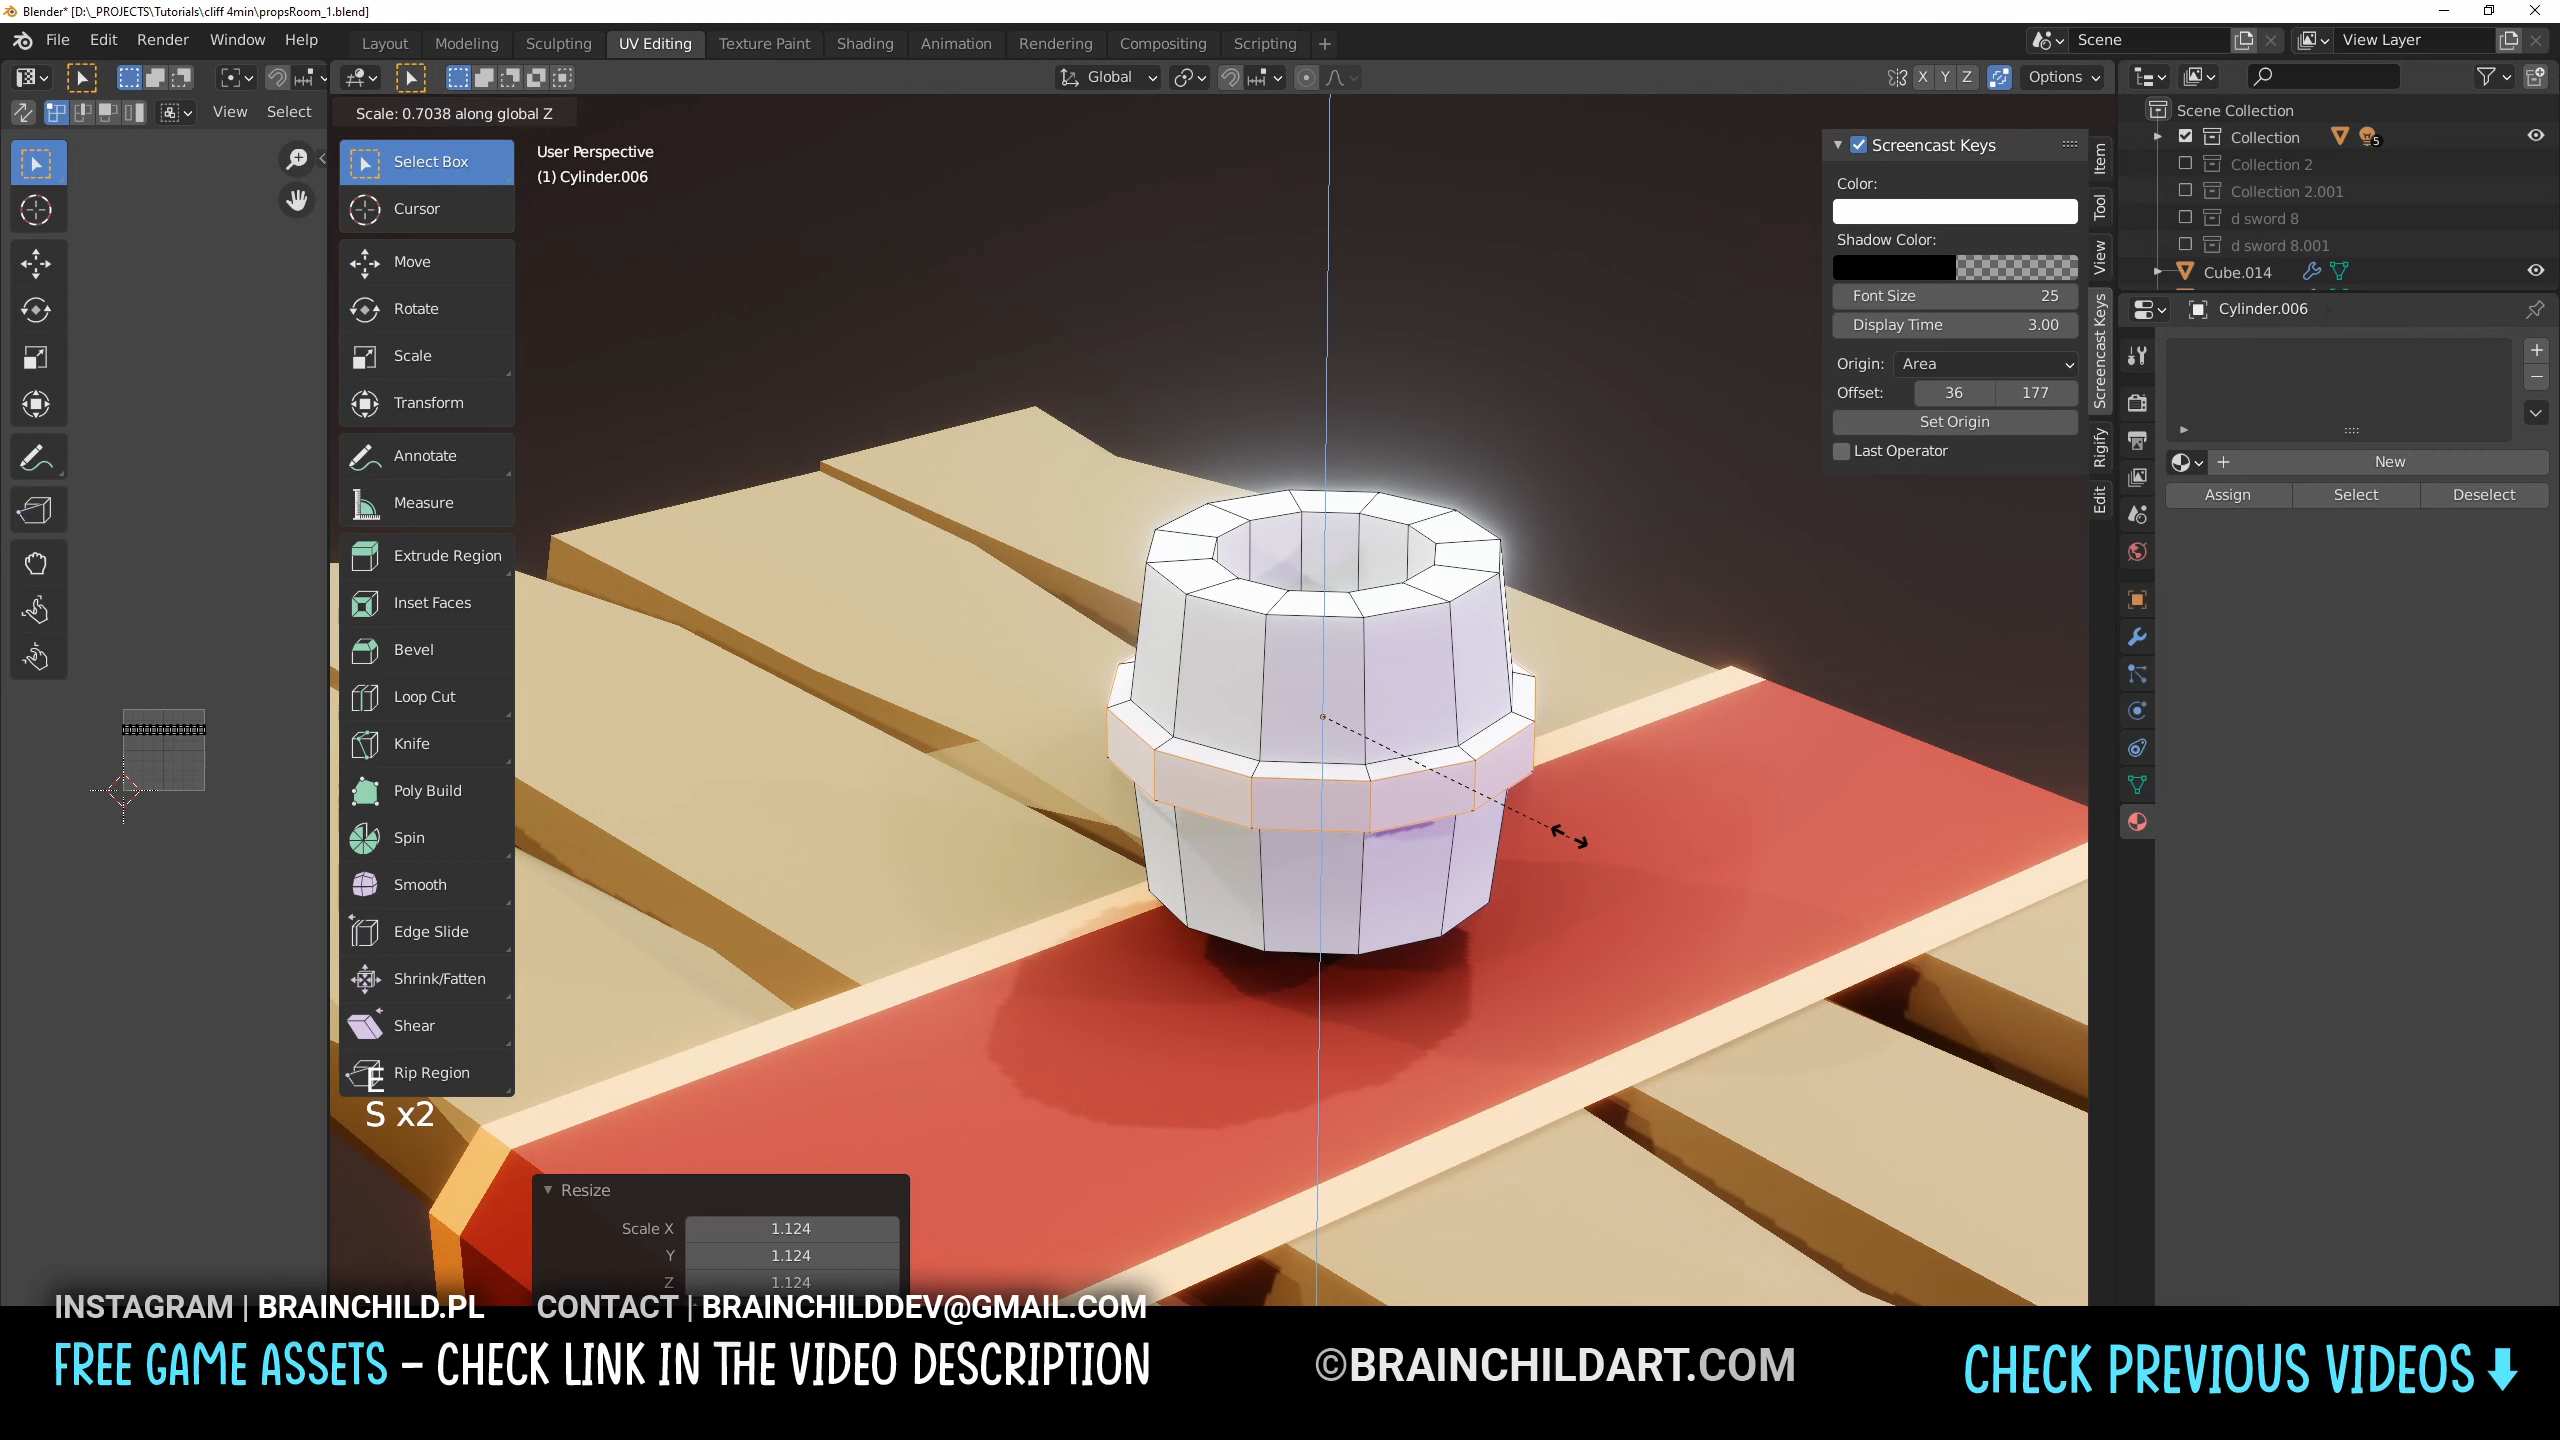 Blender* [D:\_PROJECTS\Tutorials\cliff 4min\propsRoom_1.blend]
File Edit Render Window Help
Layout Modeling Sculpting UV Editing Texture Paint Shading Animation Rendering Compositing Scripting +
Scene
View Layer
Global
X Y Z
Options
View Select
Scale: 0.7038 along global Z
User Perspective
(1) Cylinder.006
Select Box
Cursor
Move
Rotate
Scale
Transform
Annotate
Measure
Extrude Region
Inset Faces
Bevel
Loop Cut
Knife
Poly Build
Spin
Smooth
Edge Slide
Shrink/Fatten
Shear
Rip Region
E
S x2
Resize
Scale X 1.124
Y 1.124
Z 1.124
Screencast Keys
Color:
Shadow Color:
Font Size 25
Display Time 3.00
Origin: Area
Offset: 36 177
Set Origin
Last Operator
Item
Tool
View
Screencast Keys
Rigify
Edit
Scene Collection
Collection 5
Collection 2
Collection 2.001
d sword 8
d sword 8.001
Cube.014
Cylinder.006
New
Assign Select Deselect
INSTAGRAM | BRAINCHILD.PL CONTACT | BRAINCHILDDEV@GMAIL.COM
FREE GAME ASSETS – CHECK LINK IN THE VIDEO DESCRIPTION
©BRAINCHILDART.COM
CHECK PREVIOUS VIDEOS